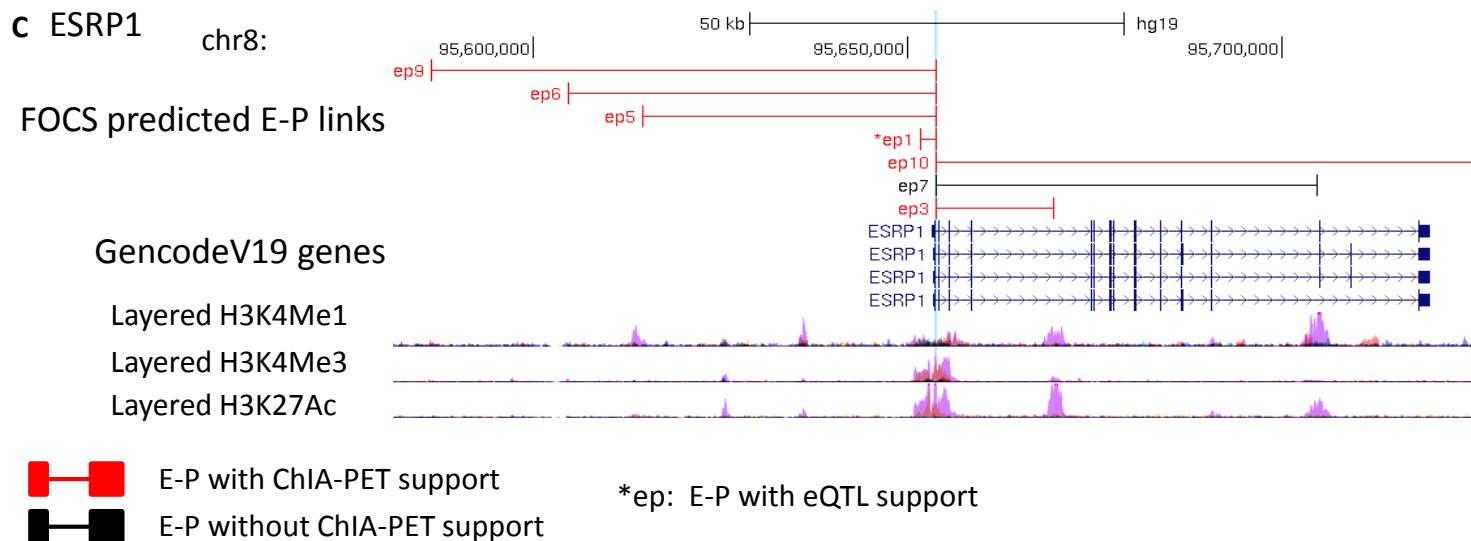 c ESRP1
chr8:
50 kb
hg19
95,600,000
95,650,000
95,700,000
ep9
ep6
FOCS predicted E-P links
ep5
*ep1
ep10
ep7
ep3
ESRP1
GencodeV19 genes
ESRP1
ESRP1
ESRP1
Layered H3K4Me1
Layered H3K4Me3
Layered H3K27Ac
E-P with ChIA-PET support
*ep: E-P with eQTL support
E-P without ChIA-PET support